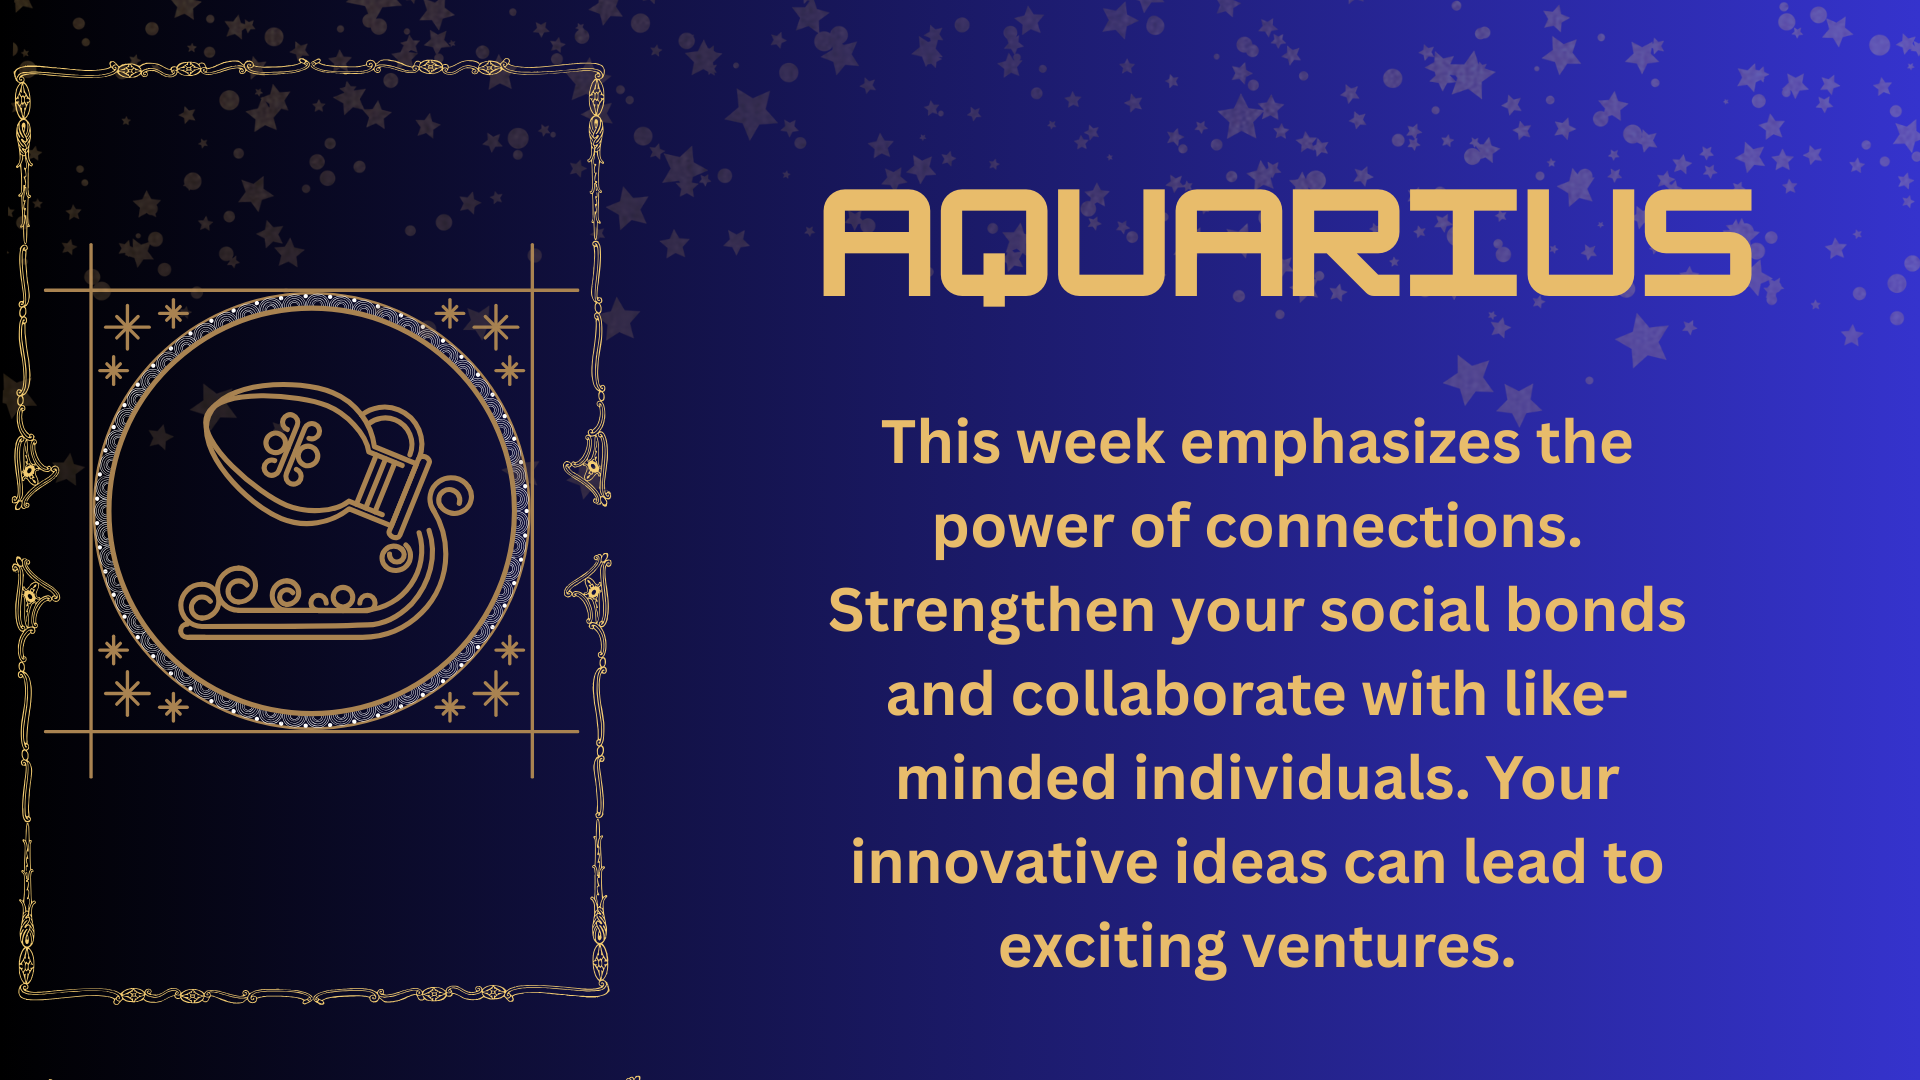 AQUARIUS
This week emphasizes the
power of connections.
Strengthen your social bonds
and collaborate with like-
minded individuals. Your
innovative ideas can lead to
exciting ventures.